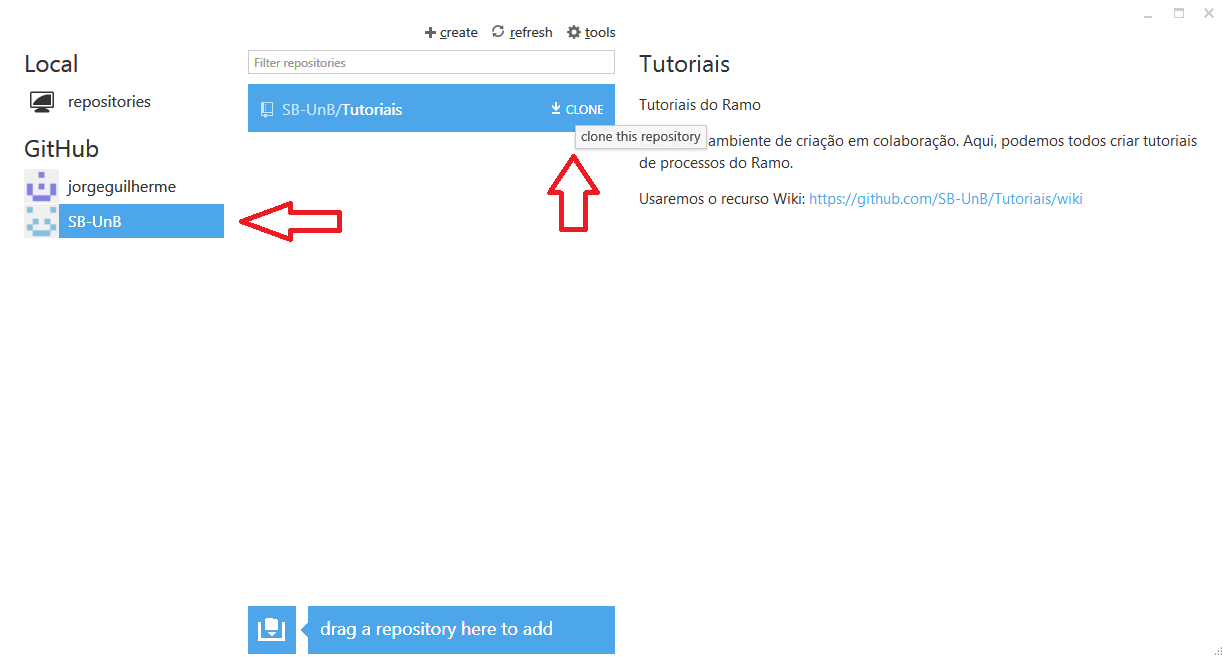 create refresh tools
Local
repositories
GitHub
jorgeguilherme
SB-UnB
Filter repositories
SB-UnB/Tutoriais CLONE
clone this repository
drag a repository here to add
Tutoriais
Tutoriais do Ramo
ambiente de criação em colaboração. Aqui, podemos todos criar tutoriais
de processos do Ramo.
Usaremos o recurso Wiki: https://github.com/SB-UnB/Tutoriais/wiki